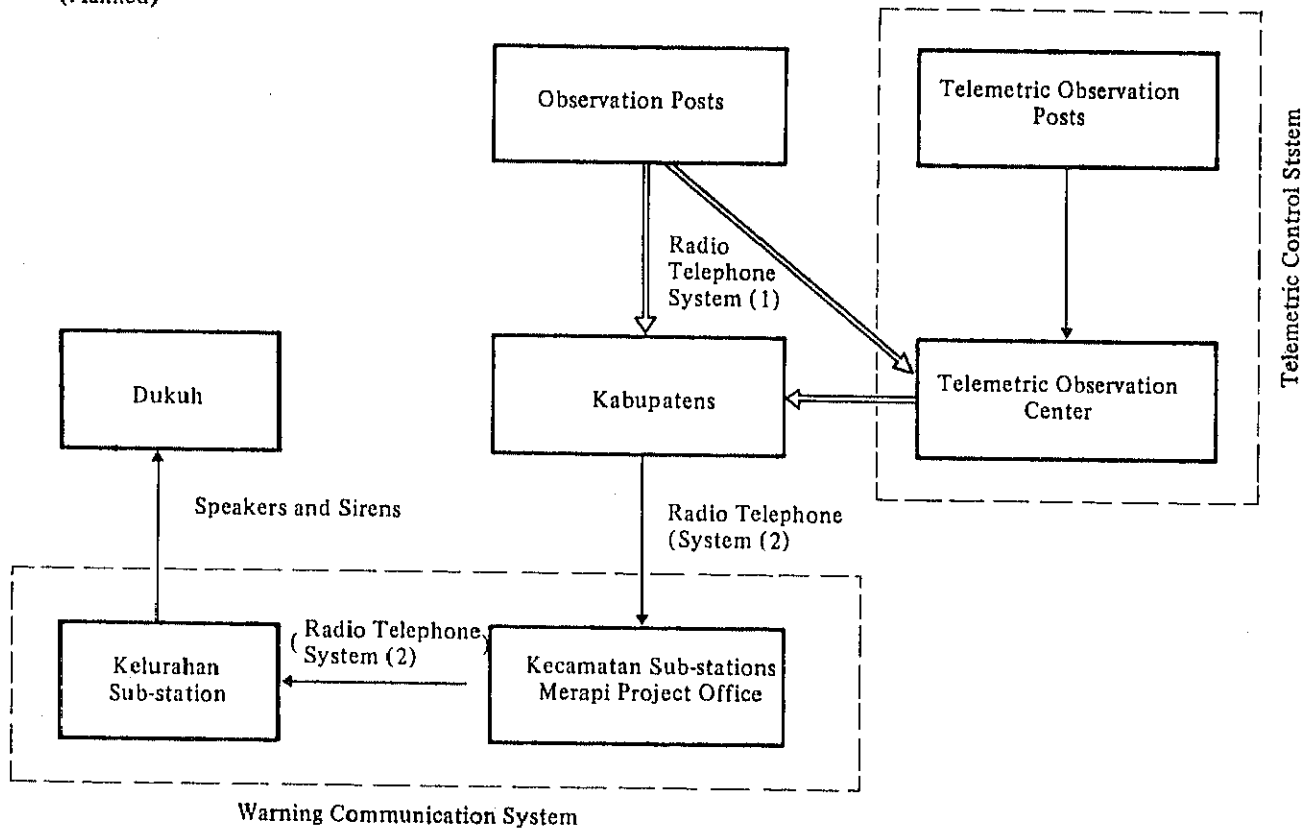 (Planned)
Observation Posts
Telemetric Observation
Posts
Telemetric Control Ststem
Radio
Telephone
System (1)
Dukuh
Kabupatens
Telemetric Observation
Center
Speakers and Sirens
Radio Telephone
(System (2)
Kelurahan
Sub-station
( Radio Telephone )
System (2)
Kecamatan Sub-stations
Merapi Project Office
Warning Communication System